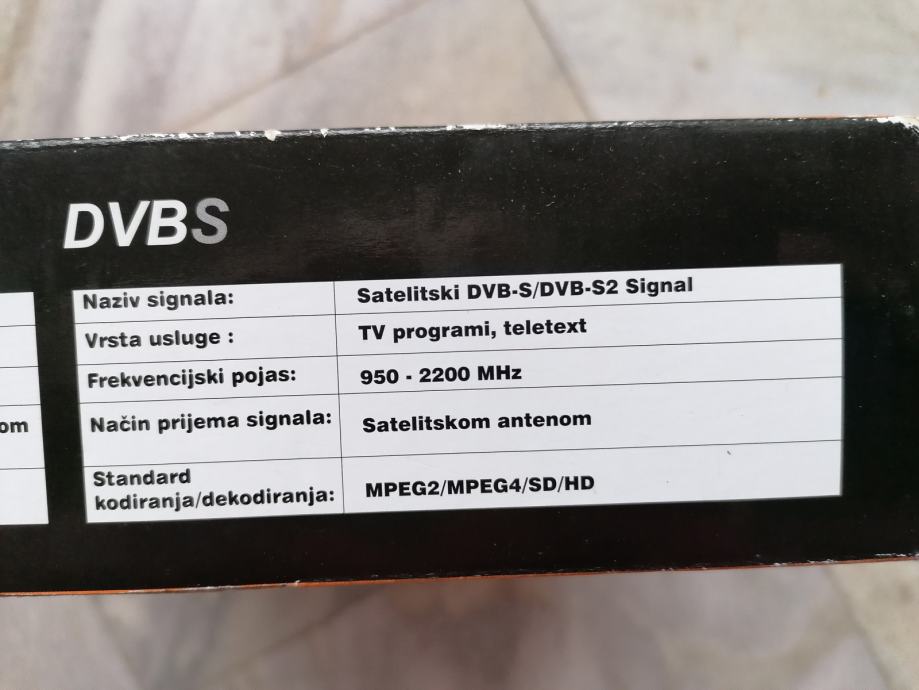 DVBS
Naziv signala: Satelitski DVB-S/DVB-S2 Signal
Vrsta usluge : TV programi, teletext
Frekvencijski pojas: 950 - 2200 MHz
om
Način prijema signala: Satelitskom antenom
Standard
kodiranja/dekodiranja: MPEG2/MPEG4/SD/HD